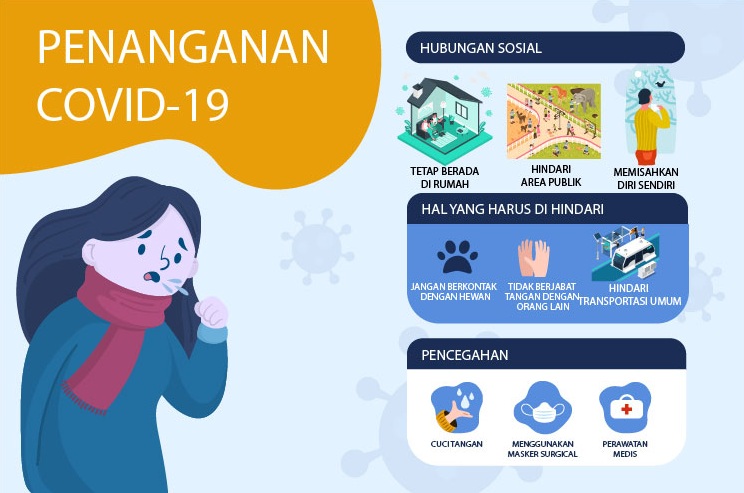 PENANGANAN
COVID-19
HUBUNGAN SOSIAL
TETAP BERADA
DI RUMAH
HINDARI
AREA PUBLIK
MEMISAHKAN
DIRI SENDIRI
HAL YANG HARUS DI HINDARI
JANGAN BERKONTAK
DENGAN HEWAN
TIDAK BERJABAT
TANGAN DENGAN
ORANG LAIN
HINDARI
TRANSPORTASI UMUM
PENCEGAHAN
CUCI TANGAN
MENGGUNAKAN
MASKER SURGICAL
PERAWATAN
MEDIS